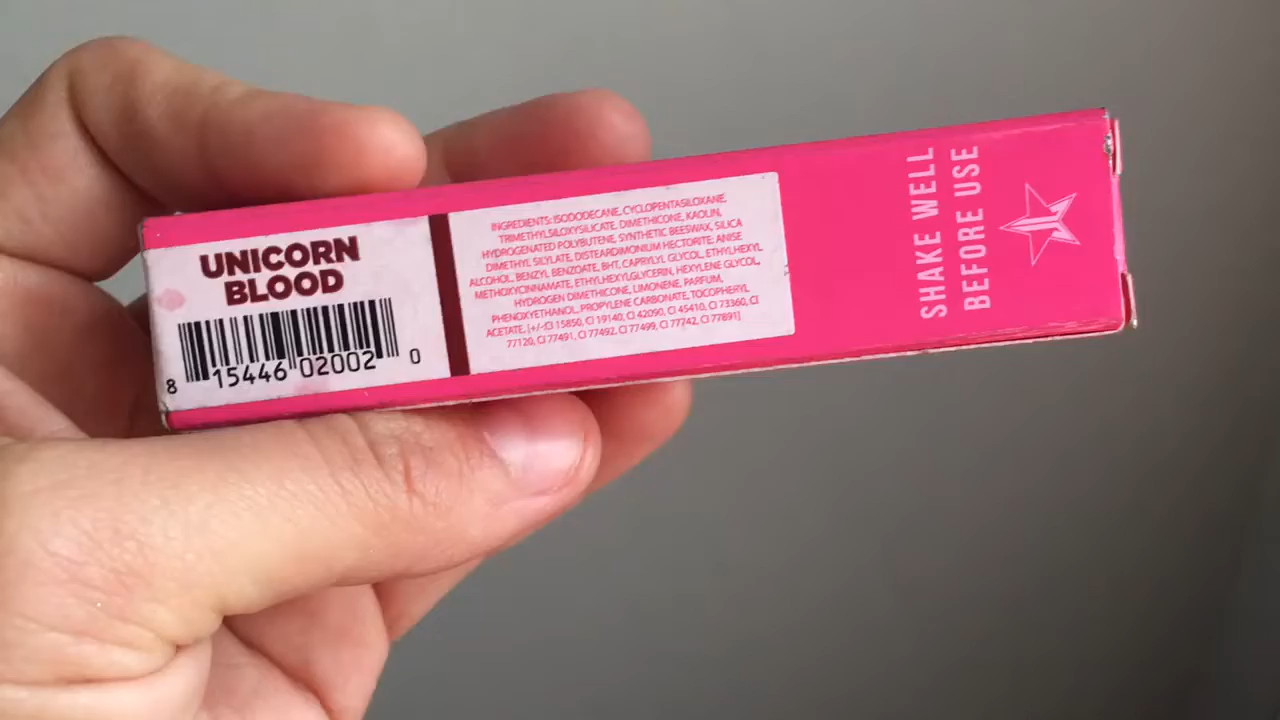 UNICORN
BLOOD
8 15446 02002 0
INGREDIENTS: ISODODECANE, CYCLOPENTASILOXANE,
TRIMETHYLSILOXYSILICATE, DIMETHICONE, KAOLIN,
HYDROGENATED POLYBUTENE, SYNTHETIC BEESWAX, SILICA
DIMETHYL SILYLATE, DISTEARDIMONIUM HECTORITE: ANISE
ALCOHOL, BENZYL BENZOATE, BHT, CAPRYLYL GLYCOL, ETHYLHEXYL
METHOXYCINNAMATE, ETHYLHEXYLGLYCERIN, HEXYLENE GLYCOL,
HYDROGEN DIMETHICONE, LIMONENE, PARFUM,
PHENOXYETHANOL, PROPYLENE CARBONATE, TOCOPHERYL
ACETATE, [+/-:CI 15850, CI 19140, CI 42090, CI 45410, CI 73360, CI
77120, CI 77491, CI 77492, CI 77499, CI 77742, CI 77891]
SHAKE WELL
BEFORE USE